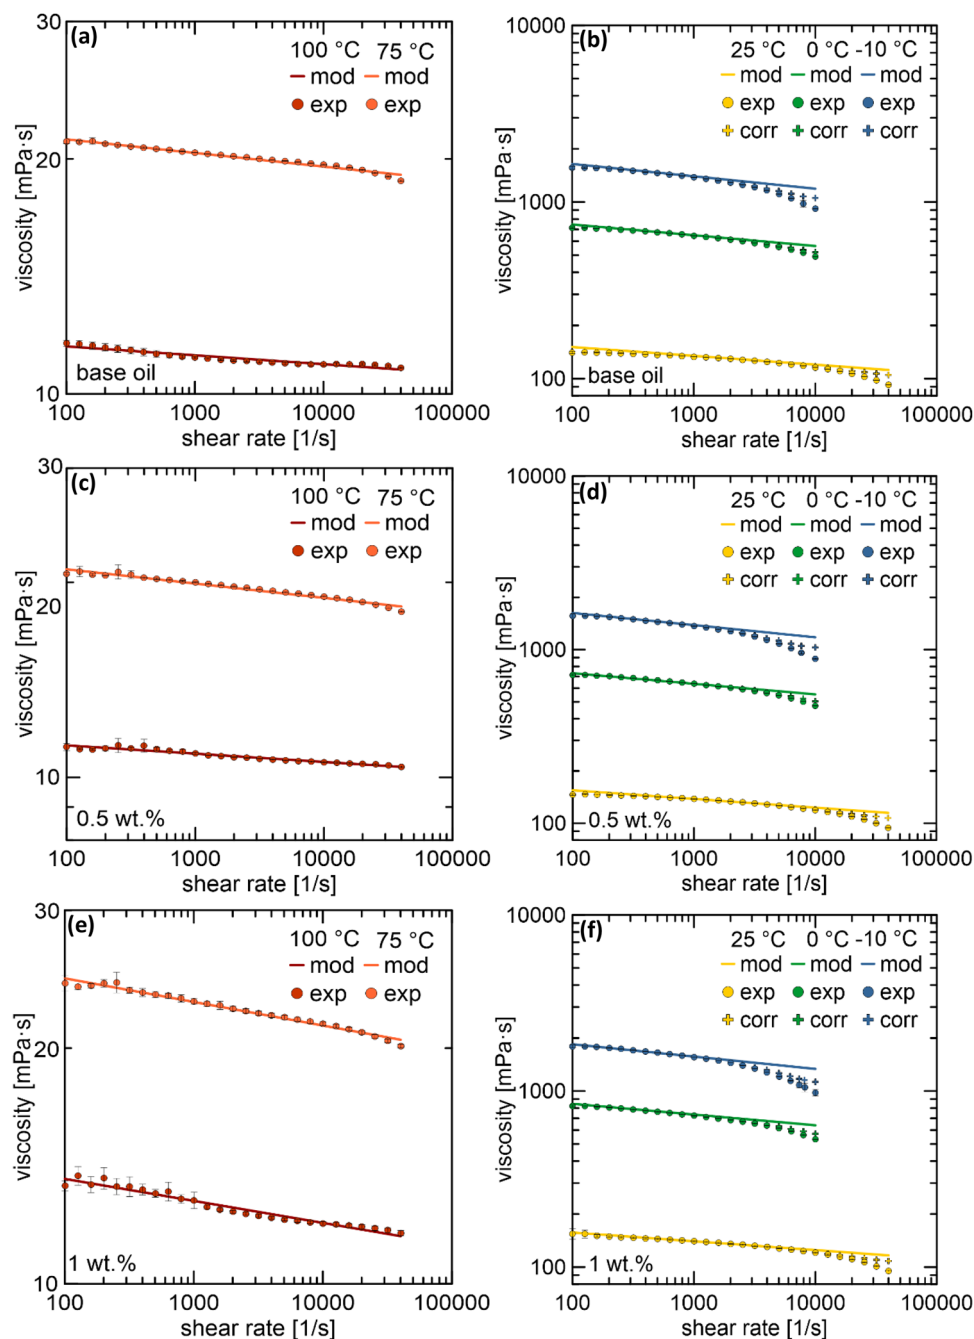 (a)
30
20
10
viscosity [mPa·s]
100 °C 75 °C
mod mod
exp exp
base oil
100 1000 10000 100000
shear rate [1/s]
(b)
10000
1000
100
viscosity [mPa·s]
25 °C 0 °C -10 °C
mod mod mod
exp exp exp
corr corr corr
base oil
100 1000 10000 100000
shear rate [1/s]
(c)
30
20
10
viscosity [mPa·s]
100 °C 75 °C
mod mod
exp exp
0.5 wt.%
100 1000 10000 100000
shear rate [1/s]
(d)
10000
1000
100
viscosity [mPa·s]
25 °C 0 °C -10 °C
mod mod mod
exp exp exp
corr corr corr
0.5 wt.%
100 1000 10000 100000
shear rate [1/s]
(e)
30
20
10
viscosity [mPa·s]
100 °C 75 °C
mod mod
exp exp
1 wt.%
100 1000 10000 100000
shear rate [1/s]
(f)
10000
1000
100
viscosity [mPa·s]
25 °C 0 °C -10 °C
mod mod mod
exp exp exp
corr corr corr
1 wt.%
100 1000 10000 100000
shear rate [1/s]